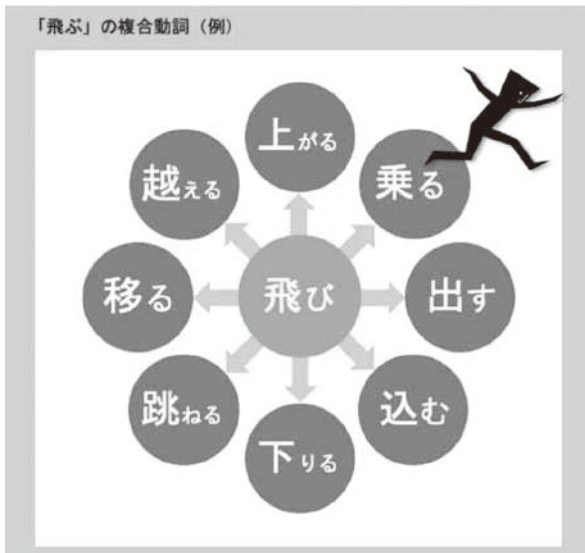 「飛ぶ」の複合動詞（例）
上がる
乗る
越える
移る
飛び
出す
跳ねる
込む
下りる